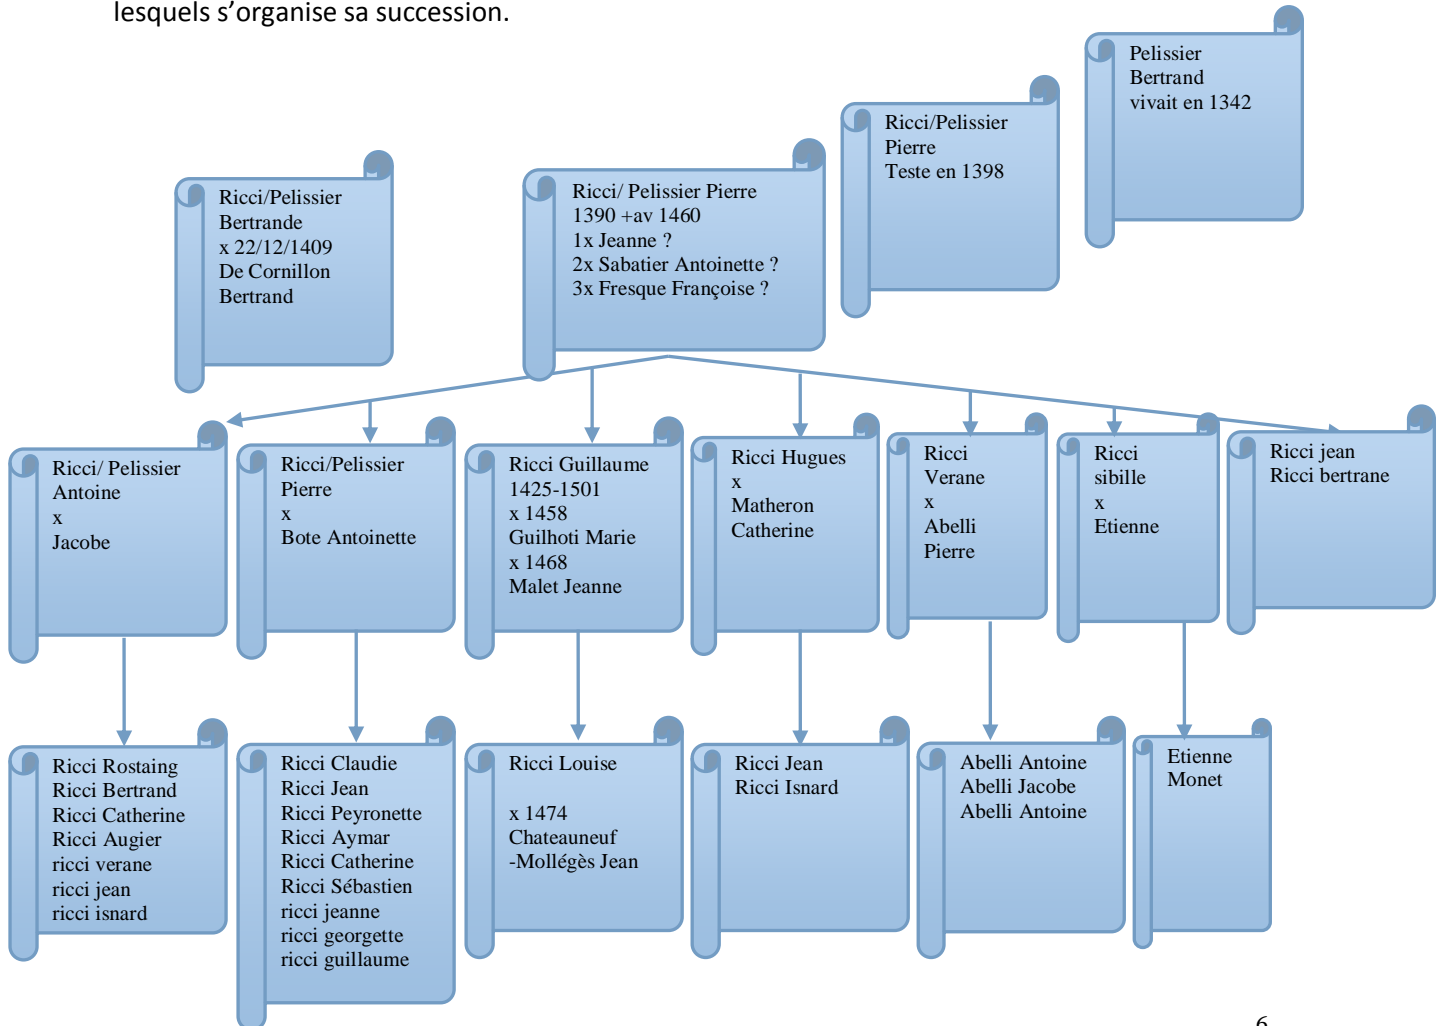 lesquels s’organise sa succession.
Pelissier
Bertrand
vivait en 1342
Ricci/Pelissier
Pierre
Teste en 1398
Ricci/ Pelissier Pierre
1390 +av 1460
1x Jeanne ?
2x Sabatier Antoinette ?
3x Fresque Françoise ?
Ricci/Pelissier
Bertrande
x 22/12/1409
De Cornillon
Bertrand
Ricci/ Pelissier
Antoine
x
Jacobe
Ricci/Pelissier
Pierre
x
Bote Antoinette
Ricci Guillaume
1425-1501
x 1458
Guilhoti Marie
x 1468
Malet Jeanne
Ricci Hugues
x
Matheron
Catherine
Ricci
Verane
x
Abelli
Pierre
Ricci
sibille
x
Etienne
Ricci jean
Ricci bertrane
Ricci Rostaing
Ricci Bertrand
Ricci Catherine
Ricci Augier
ricci verane
ricci jean
ricci isnard
Ricci Claudie
Ricci Jean
Ricci Peyronette
Ricci Aymar
Ricci Catherine
Ricci Sébastien
ricci jeanne
ricci georgette
ricci guillaume
Ricci Louise
x 1474
Chateauneuf
-Mollégès Jean
Ricci Jean
Ricci Isnard
Abelli Antoine
Abelli Jacobe
Abelli Antoine
Etienne
Monet
6